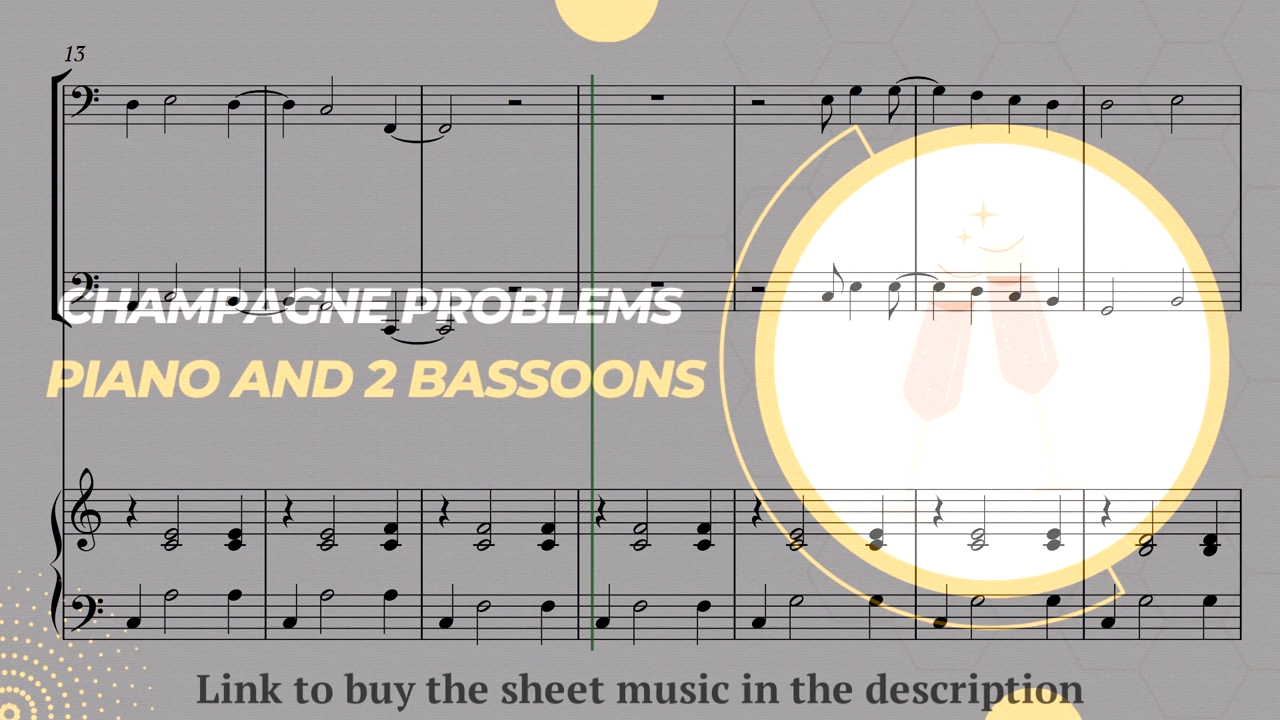 13
CHAMPAGNE PROBLEMS
PIANO AND 2 BASSOONS
Link to buy the sheet music in the description